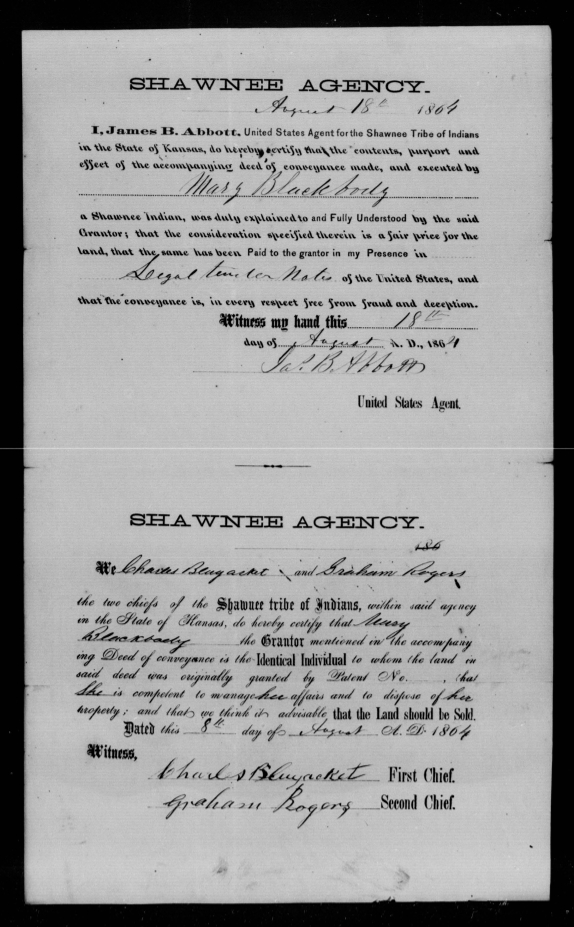 SHAWNEE AGENCY.
August 18th 1864
I, James B. Abbott, United States Agent for the Shawnee Tribe of Indians
in the State of Kansas, do hereby certify that the contents, purport and
effect of the accompanying deed of conveyance made, and executed by
Mary Blackbody
a Shawnee Indian, was duly explained to and Fully Understood by the said
Grantor; that the consideration specified therein is a fair price for the
land, that the same has been Paid to the grantor in my Presence in
Legal tender Notes of the United States, and
that the conveyance is, in every respect free from fraud and deception.
Witness my hand this 18th
day of August A. D., 1864
Jas. B. Abbott
United States Agent.
SHAWNEE AGENCY.
186
We Charles Blujacket and Graham Rogers
the two chiefs of the Shawnee tribe of Indians, within said agency
in the State of Kansas, do hereby certify that Mary
Blackbody the Grantor mentioned in the accompany
ing Deed of conveyance is the Identical Individual to whom the land in
said deed was originally granted by Patent No. , tha
She is competent to manage her affairs and to dispose of her
property; and that we think it advisable that the Land should be Sold.
Dated this 8th day of August A. D. 1864
Witness,
Charles Blujacket First Chief.
Graham Rogers Second Chief.